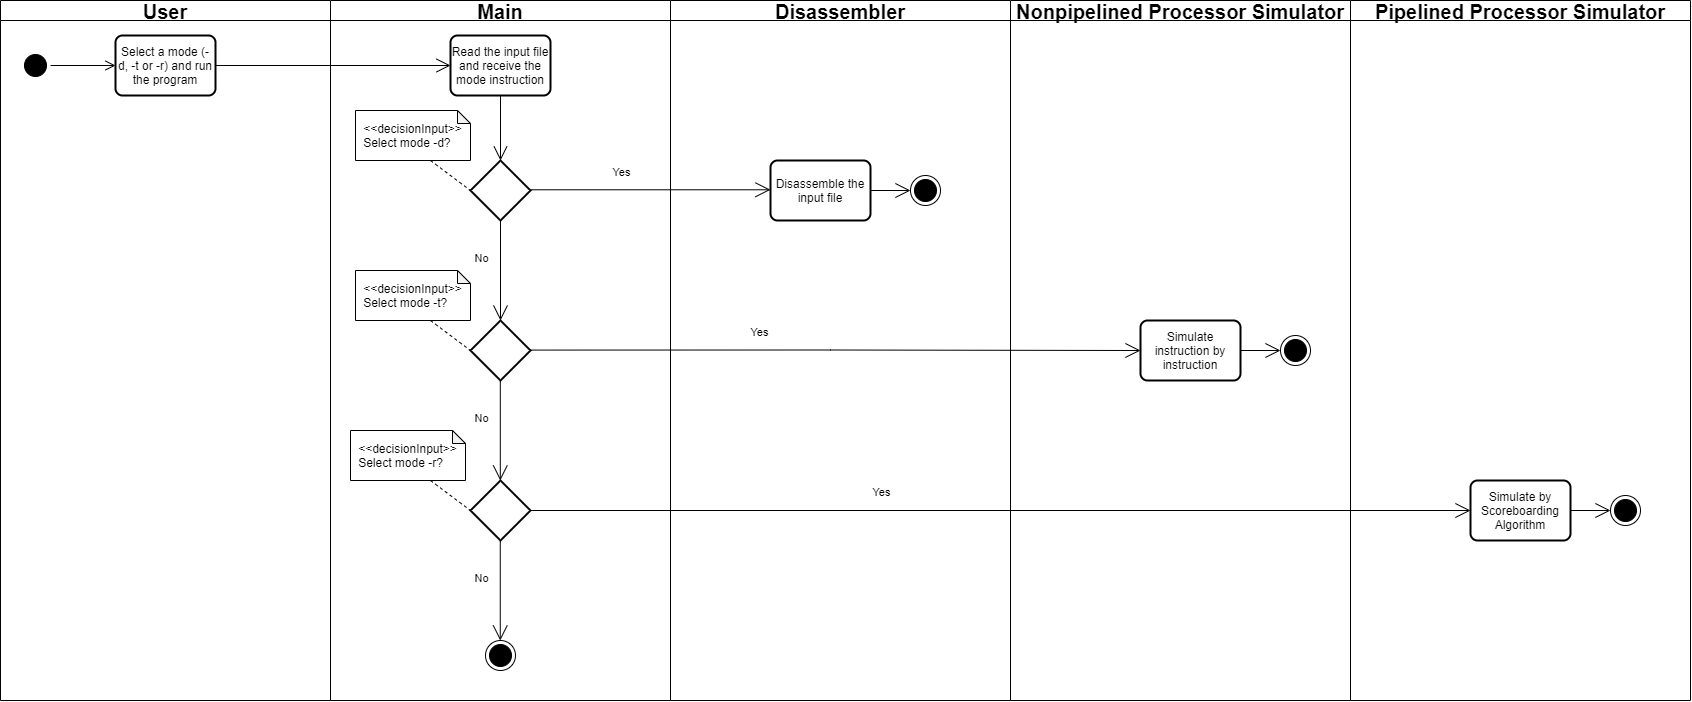 User
Main
Disassembler
Nonpipelined Processor Simulator
Pipelined Processor Simulator
Select a mode (-
d, -t or -r) and run
the program
Read the input file
and receive the
mode instruction
<<decisionInput>>
Select mode -d?
Yes
Disassemble the
input file
No
<<decisionInput>>
Select mode -t?
Yes
Simulate
instruction by
instruction
No
<<decisionInput>>
Select mode -r?
Yes
Simulate by
Scoreboarding
Algorithm
No